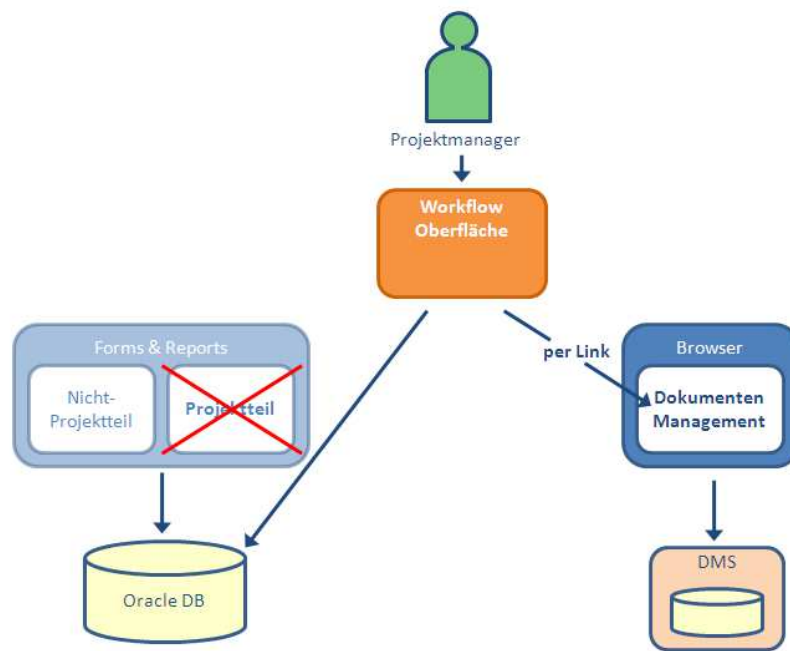 Projektmanager
Workflow
Oberfläche
Forms & Reports
Nicht-
Projektteil
Projektteil
per Link
Browser
Dokumenten
Management
Oracle DB
DMS